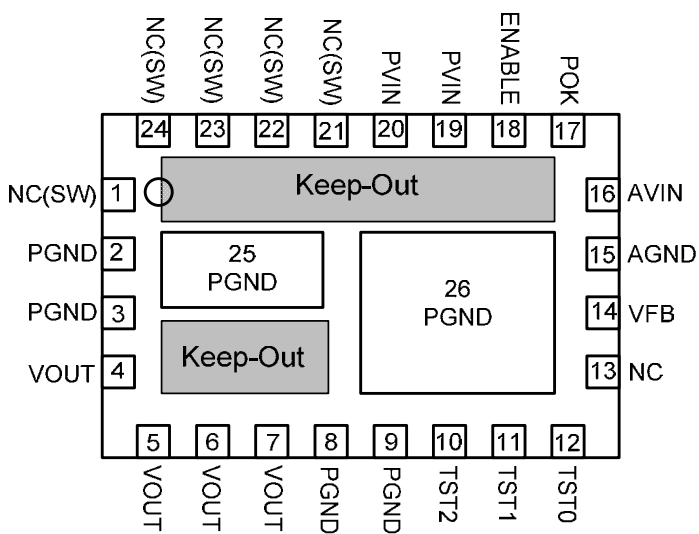 NC(SW)
NC(SW)
NC(SW)
NC(SW)
PVIN
PVIN
ENABLE
POK
24
23
22
21
20
19
18
17
NC(SW)
1
Keep-Out
16
AVIN
PGND
2
25
PGND
15
AGND
PGND
3
26
PGND
14
VFB
VOUT
4
Keep-Out
13
NC
5
6
7
8
9
10
11
12
VOUT
VOUT
VOUT
PGND
PGND
TST2
TST1
TST0